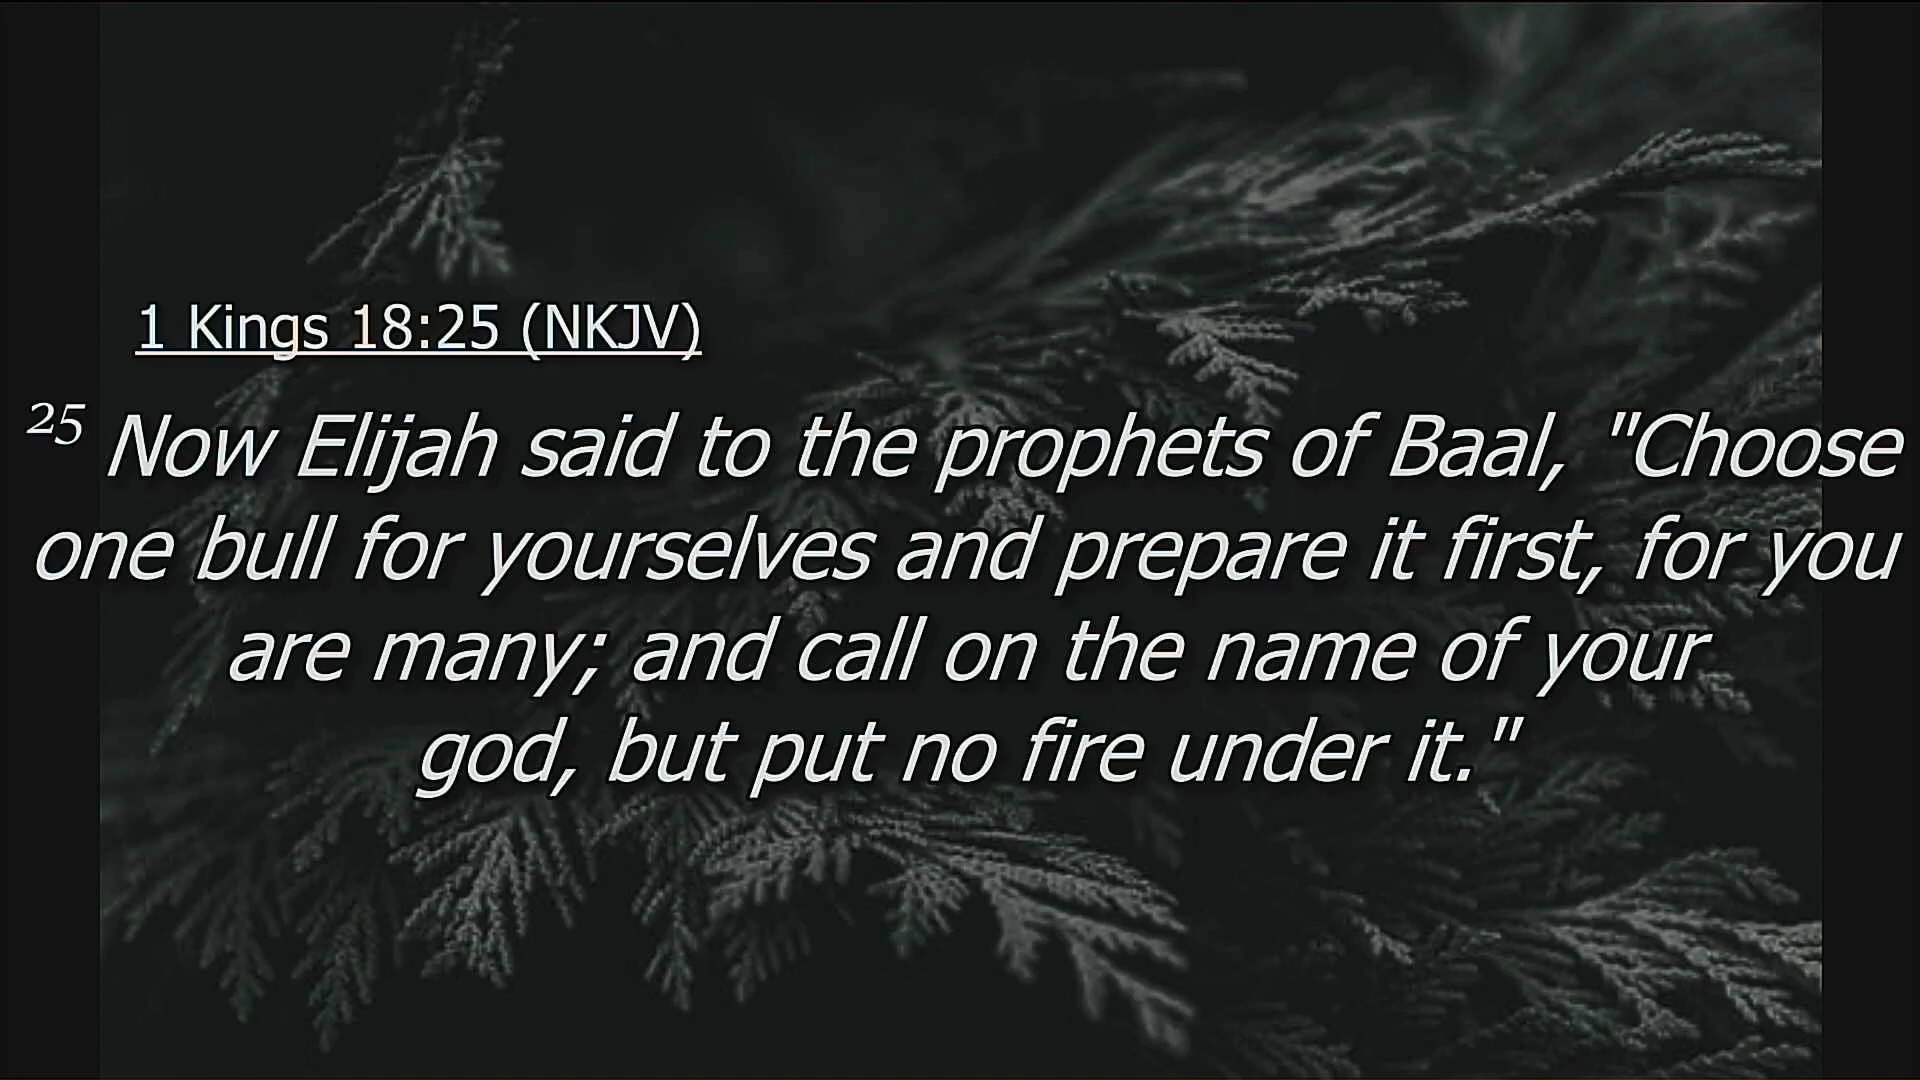 1 Kings 18:25 (NKJV)
25 Now Elijah said to the prophets of Baal, "Choose
one bull for yourselves and prepare it first, for you
are many; and call on the name of your
god, but put no fire under it."